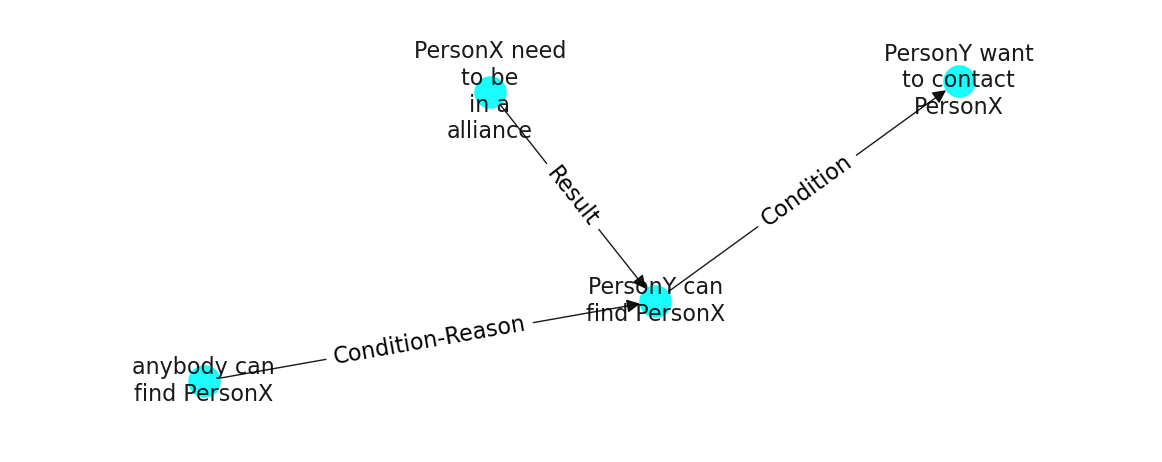 PersonX need
to be
in a
alliance
PersonY want
to contact
PersonX
Result
Condition
PersonY can
find PersonX
Condition-Reason
anybody can
find PersonX